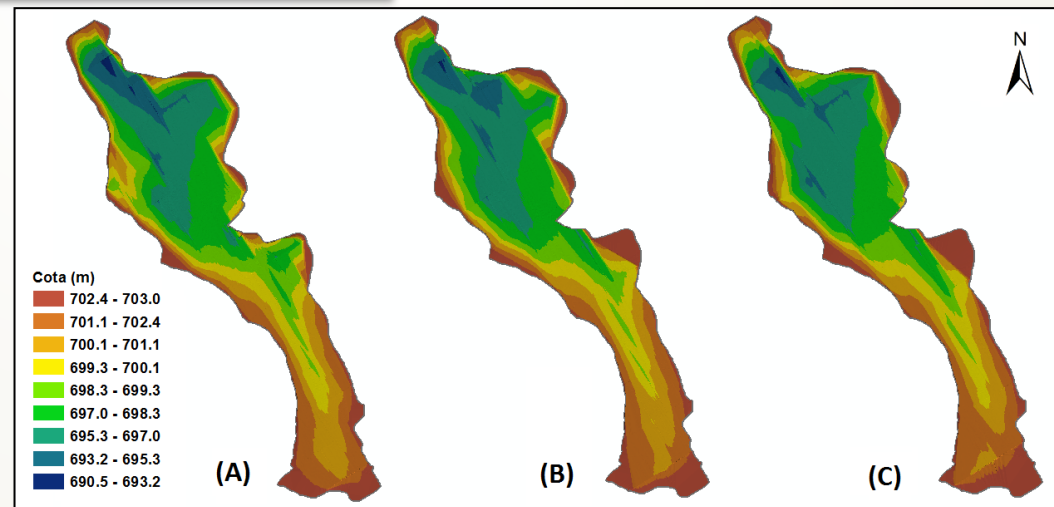 N
Cota (m)
702.4 - 703.0
701.1 - 702.4
700.1 - 701.1
699.3 - 700.1
698.3 - 699.3
697.0 - 698.3
695.3 - 697.0
693.2 - 695.3
690.5 - 693.2
(A)
(B)
(C)